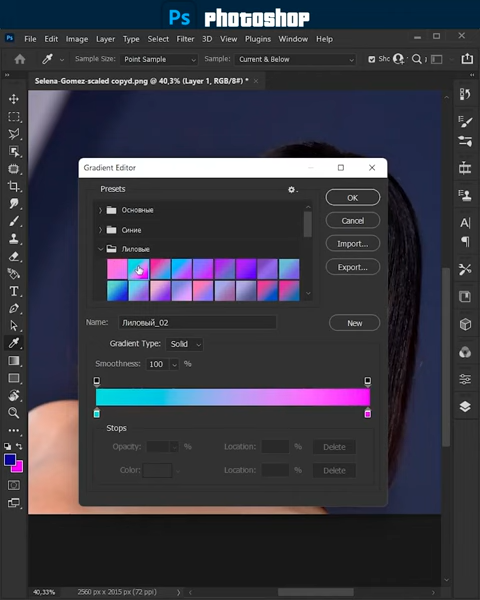 Ps PHOTOSHOP
Ps File Edit Image Layer Type Select Filter 3D View Plugins Window Help
Sample Size: Point Sample Sample: Current & Below Shc
Selena-Gomez-scaled copyd.png @ 40,3% (Layer 1, RGB/8#) *
Gradient Editor
Presets
Основные
Синие
Лиловые
OK
Cancel
Import...
Export...
Name: Лиловый_02 New
Gradient Type: Solid
Smoothness: 100 %
Stops
Opacity: % Location: % Delete
Color: Location: % Delete
40,33% 2560 px x 2015 px (72 ppi)